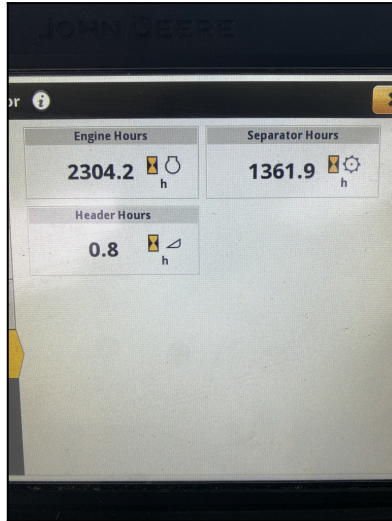 JOHN DEERE
or i
Engine Hours
2304.2 h
Separator Hours
1361.9 h
Header Hours
0.8 h